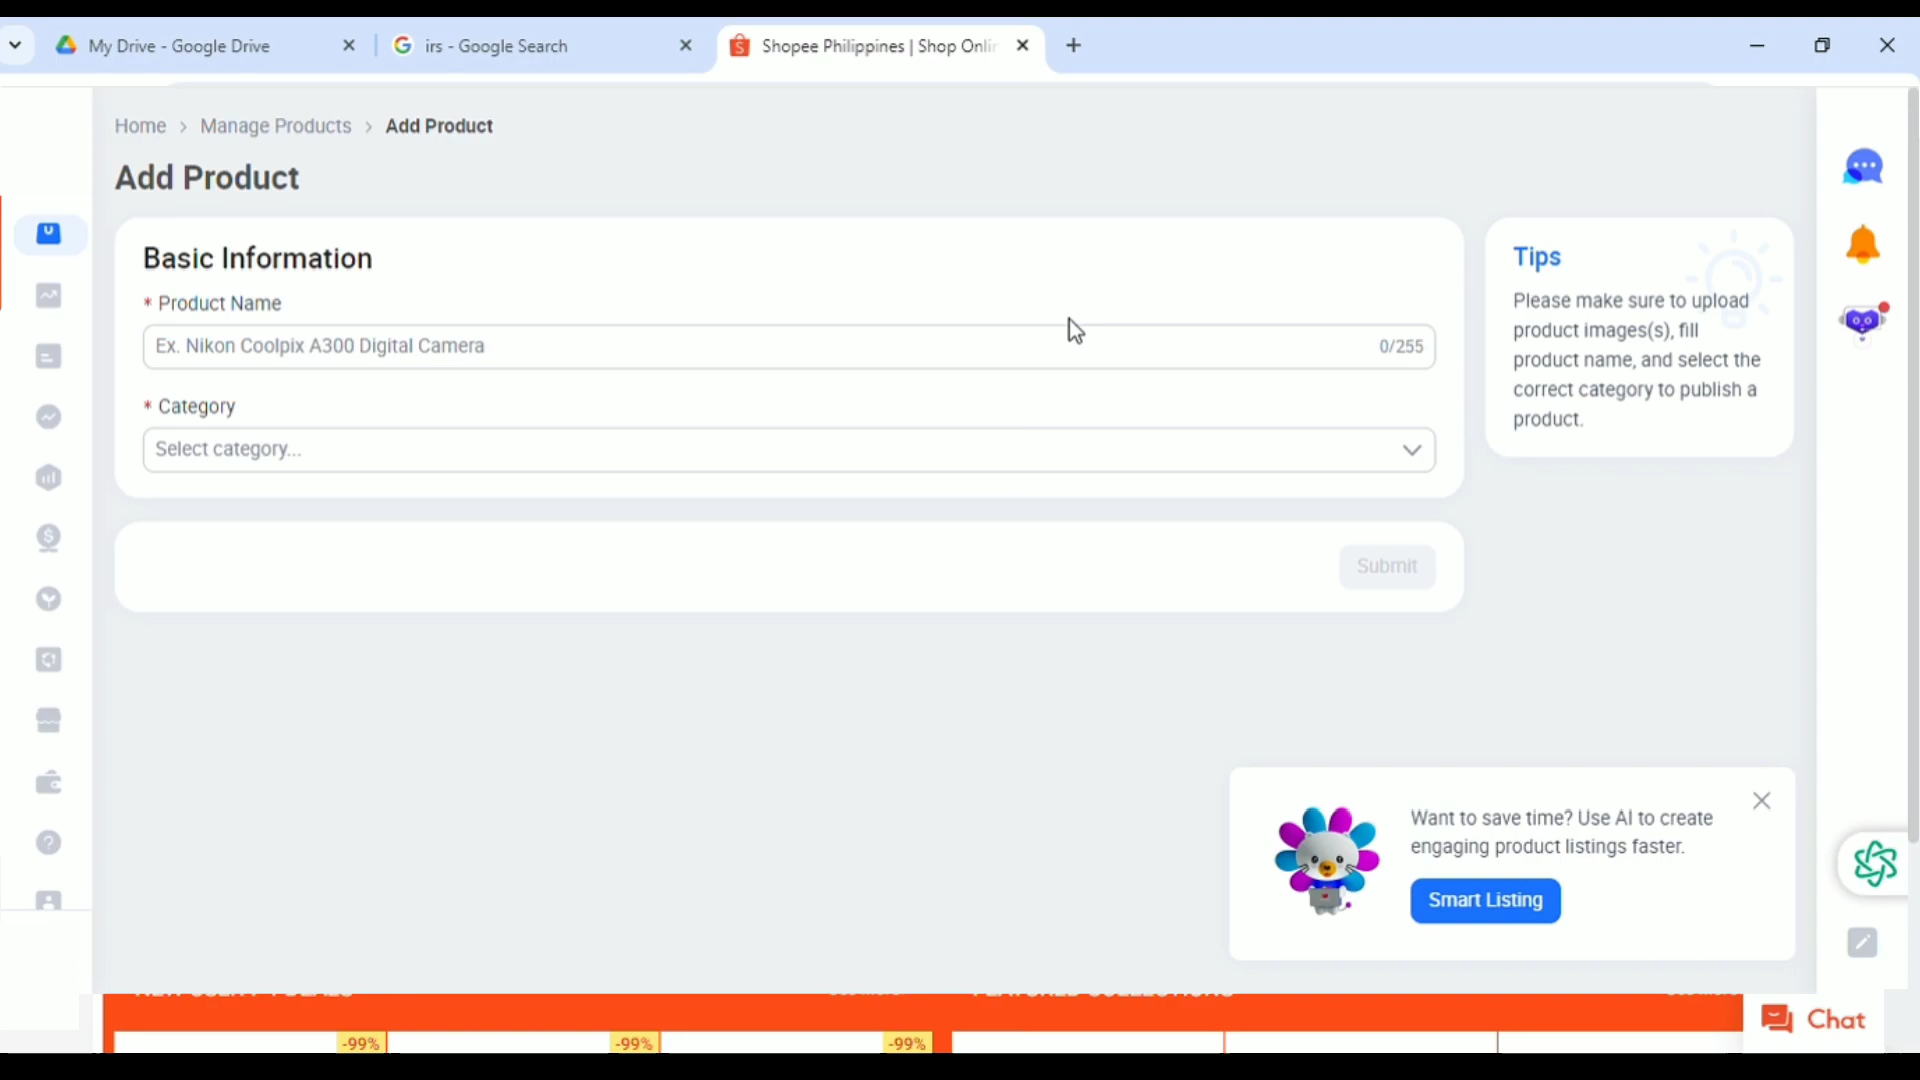 My Drive - Google Drive
irs - Google Search
Shopee Philippines | Shop Onlin
Home > Manage Products > Add Product
Add Product
Basic Information
* Product Name
Ex. Nikon Coolpix A300 Digital Camera
0/255
* Category
Select category...
Submit
Tips
Please make sure to upload
product images(s), fill
product name, and select the
correct category to publish a
product.
Want to save time? Use AI to create
engaging product listings faster.
Smart Listing
Chat
-99%
-99%
-99%